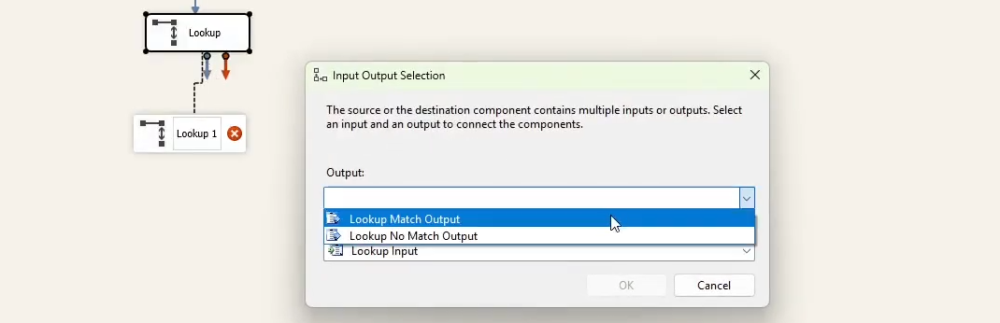 Lookup
Input Output Selection
The source or the destination component contains multiple inputs or outputs. Select
an input and an output to connect the components.
Lookup 1
Output:
Lookup Match Output
Lookup No Match Output
Lookup Input
OK
Cancel